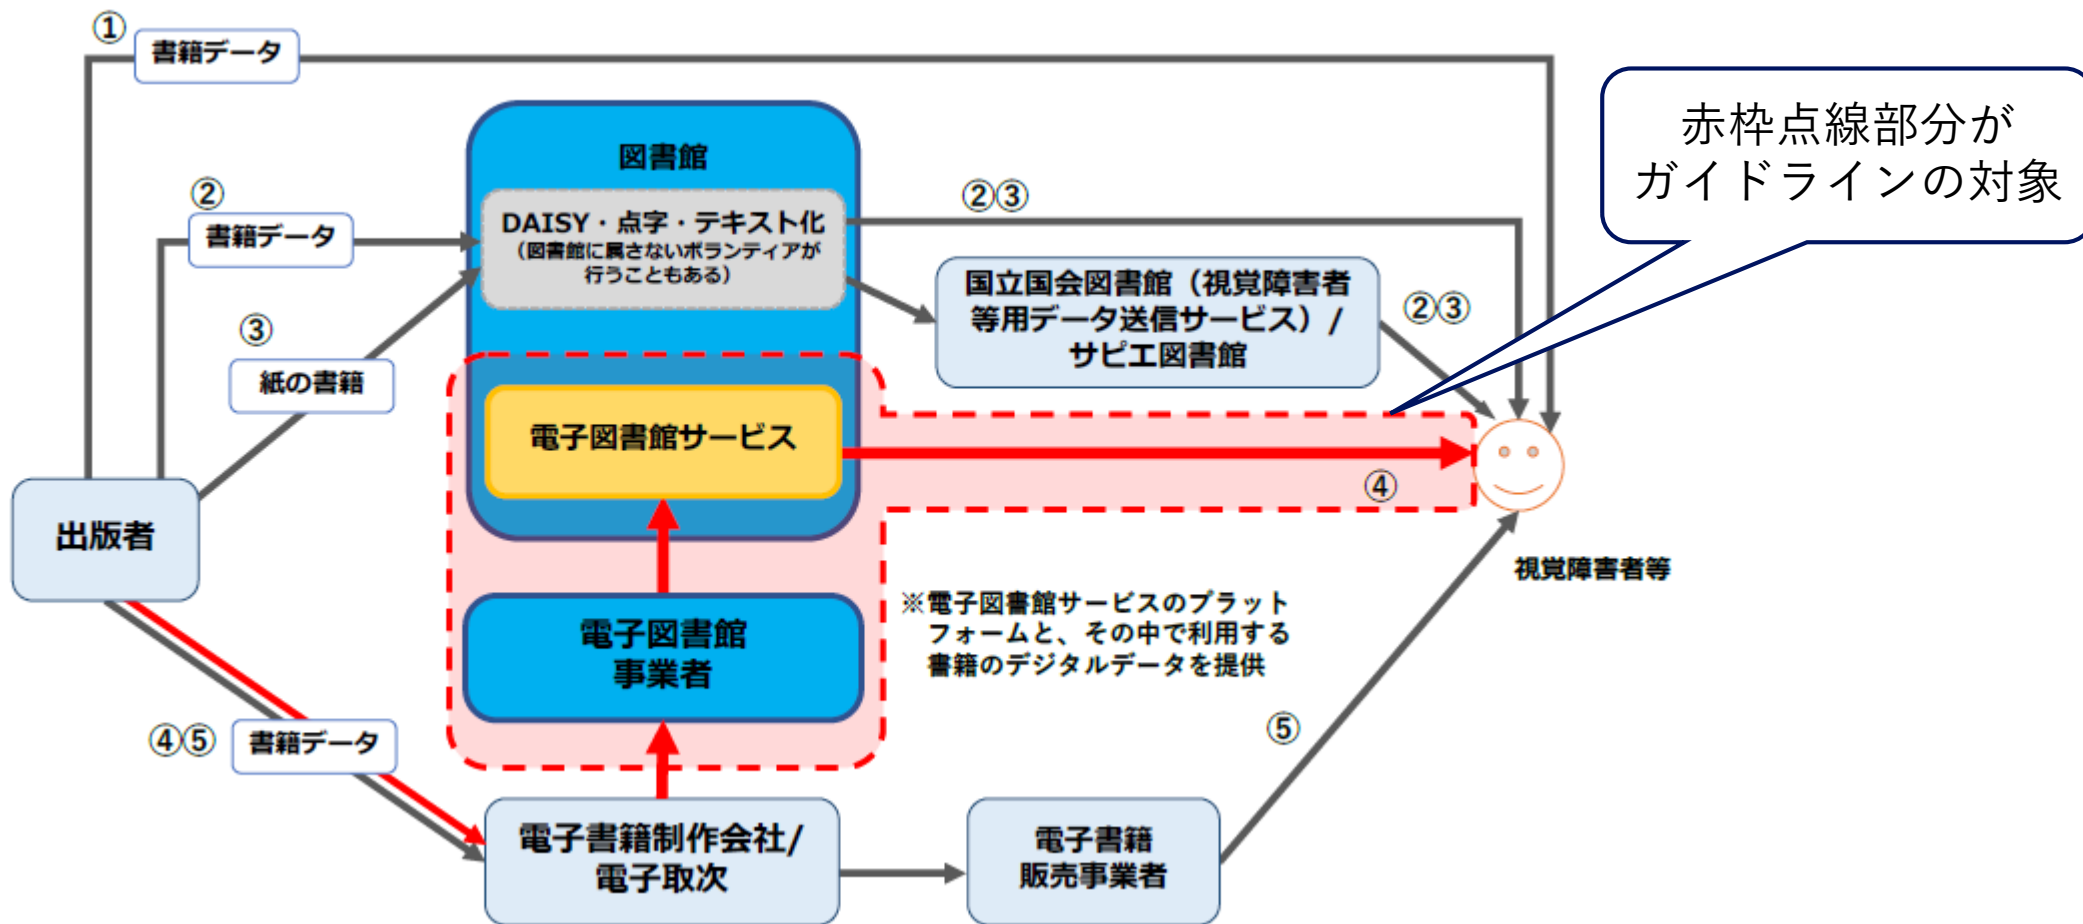 ①
書籍データ
赤枠点線部分が
ガイドラインの対象
図書館
②
書籍データ
DAISY・点字・テキスト化
（図書館に属さないボランティアが
行うこともある）
②③
国立国会図書館（視覚障害者
等用データ送信サービス）/
サピエ図書館
②③
③
紙の書籍
電子図書館サービス
④
出版者
視覚障害者等
電子図書館
事業者
※電子図書館サービスのプラット
フォームと、その中で利用する
書籍のデジタルデータを提供
④⑤
書籍データ
⑤
電子書籍制作会社/
電子取次
電子書籍
販売事業者